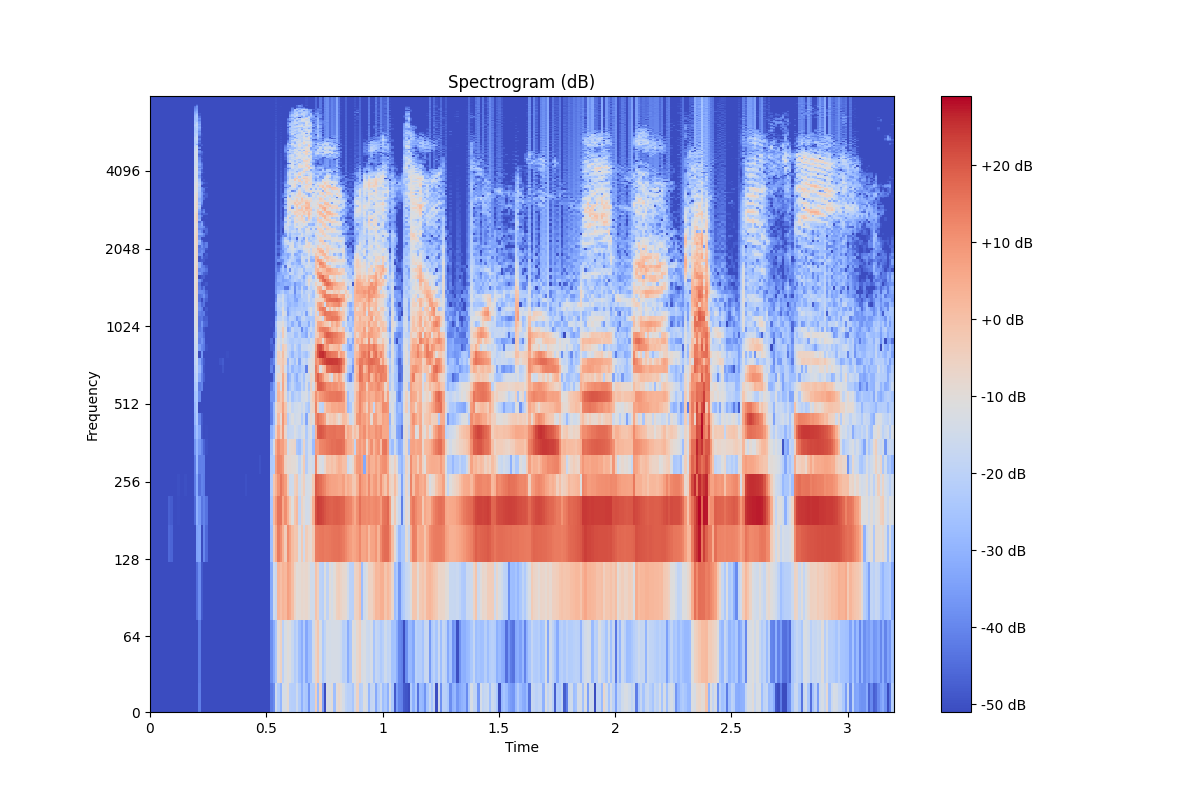 Spectrogram (dB)
Frequency
4096
2048
1024
512
256
128
64
0
0
0.5
1
1.5
2
2.5
3
Time
+20 dB
+10 dB
+0 dB
-10 dB
-20 dB
-30 dB
-40 dB
-50 dB